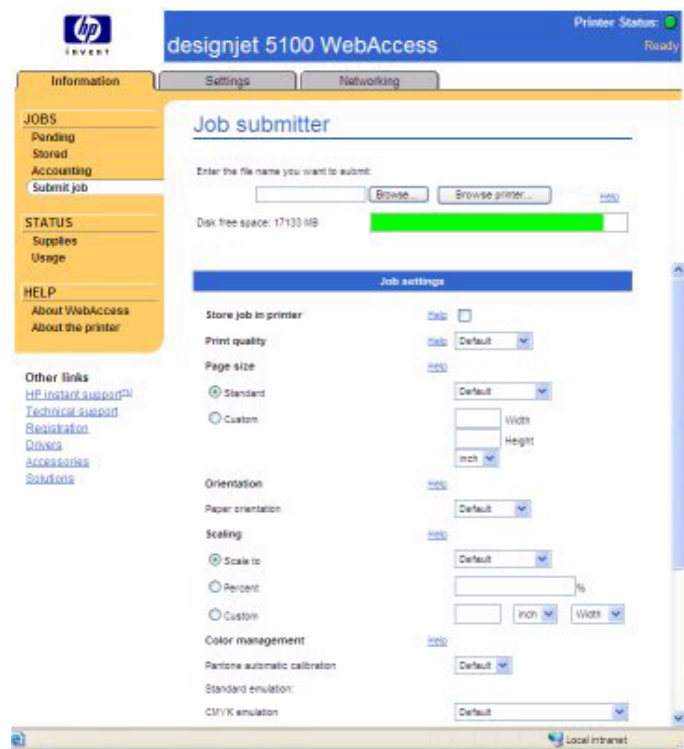 hp
invent
designjet 5100 WebAccess
Printer Status:
Ready
Information
Settings
Networking
JOBS
Pending
Stored
Accounting
Submit job
STATUS
Supplies
Usage
HELP
About WebAccess
About the printer
Other links
HP instant support™
Technical support
Registration
Drivers
Accessories
Solutions
Job submitter
Enter the file name you want to submit:
Browse...
Browse printer...
Help
Disk free space: 17133 MB
Job settings
Store job in printer
Help
Print quality
Help
Default
Page size
Help
Standard
Default
Custom
Width
Height
inch
Orientation
Help
Paper orientation
Default
Scaling
Help
Scale to
Default
Percent
%
Custom
inch
Width
Color management
Help
Pantone automatic calibration
Default
Standard emulation:
CMYK emulation
Default
Local intranet